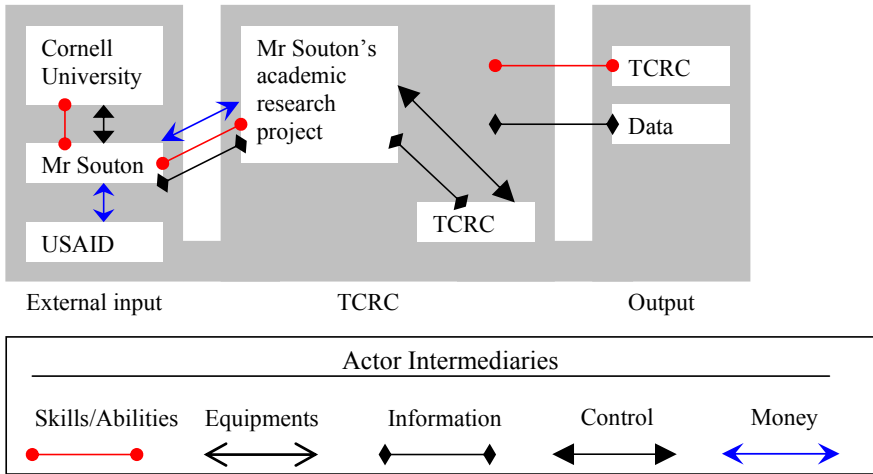 Cornell
University
Mr Souton
USAID
Mr Souton’s
academic
research
project
TCRC
TCRC
Data
External input
TCRC
Output
Actor Intermediaries
Skills/Abilities
Equipments
Information
Control
Money